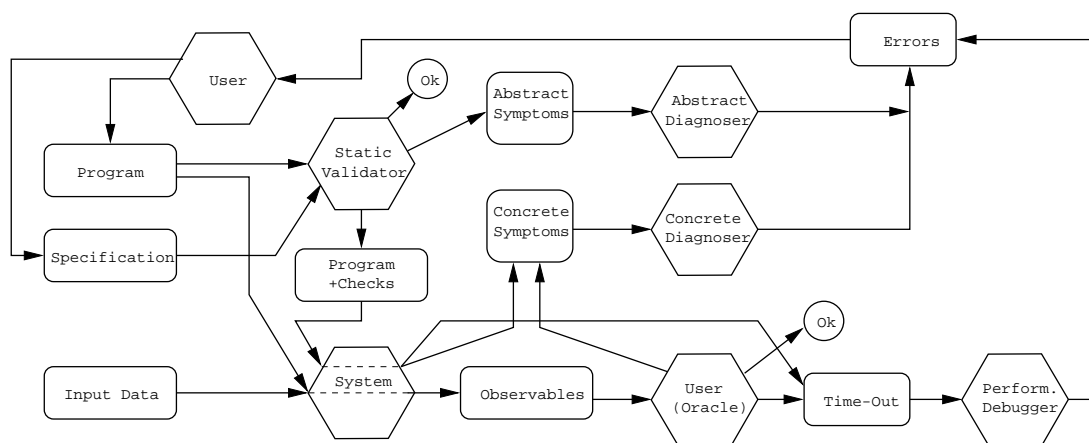 Errors
User
Ok
Abstract
Symptoms
Abstract
Diagnoser
Program
Static
Validator
Concrete
Symptoms
Concrete
Diagnoser
Specification
Program
+Checks
Ok
Input Data
System
Observables
User
(Oracle)
Time-Out
Perform.
Debugger